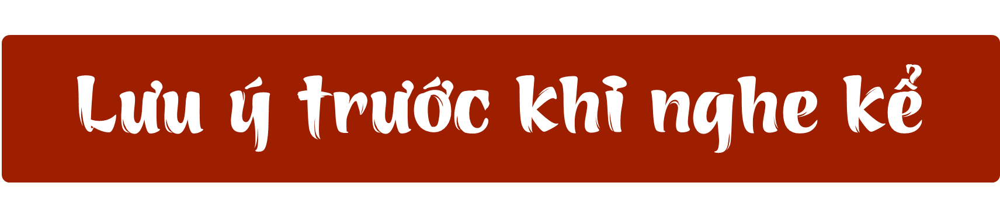 Lưu ý trước khi nghe kể